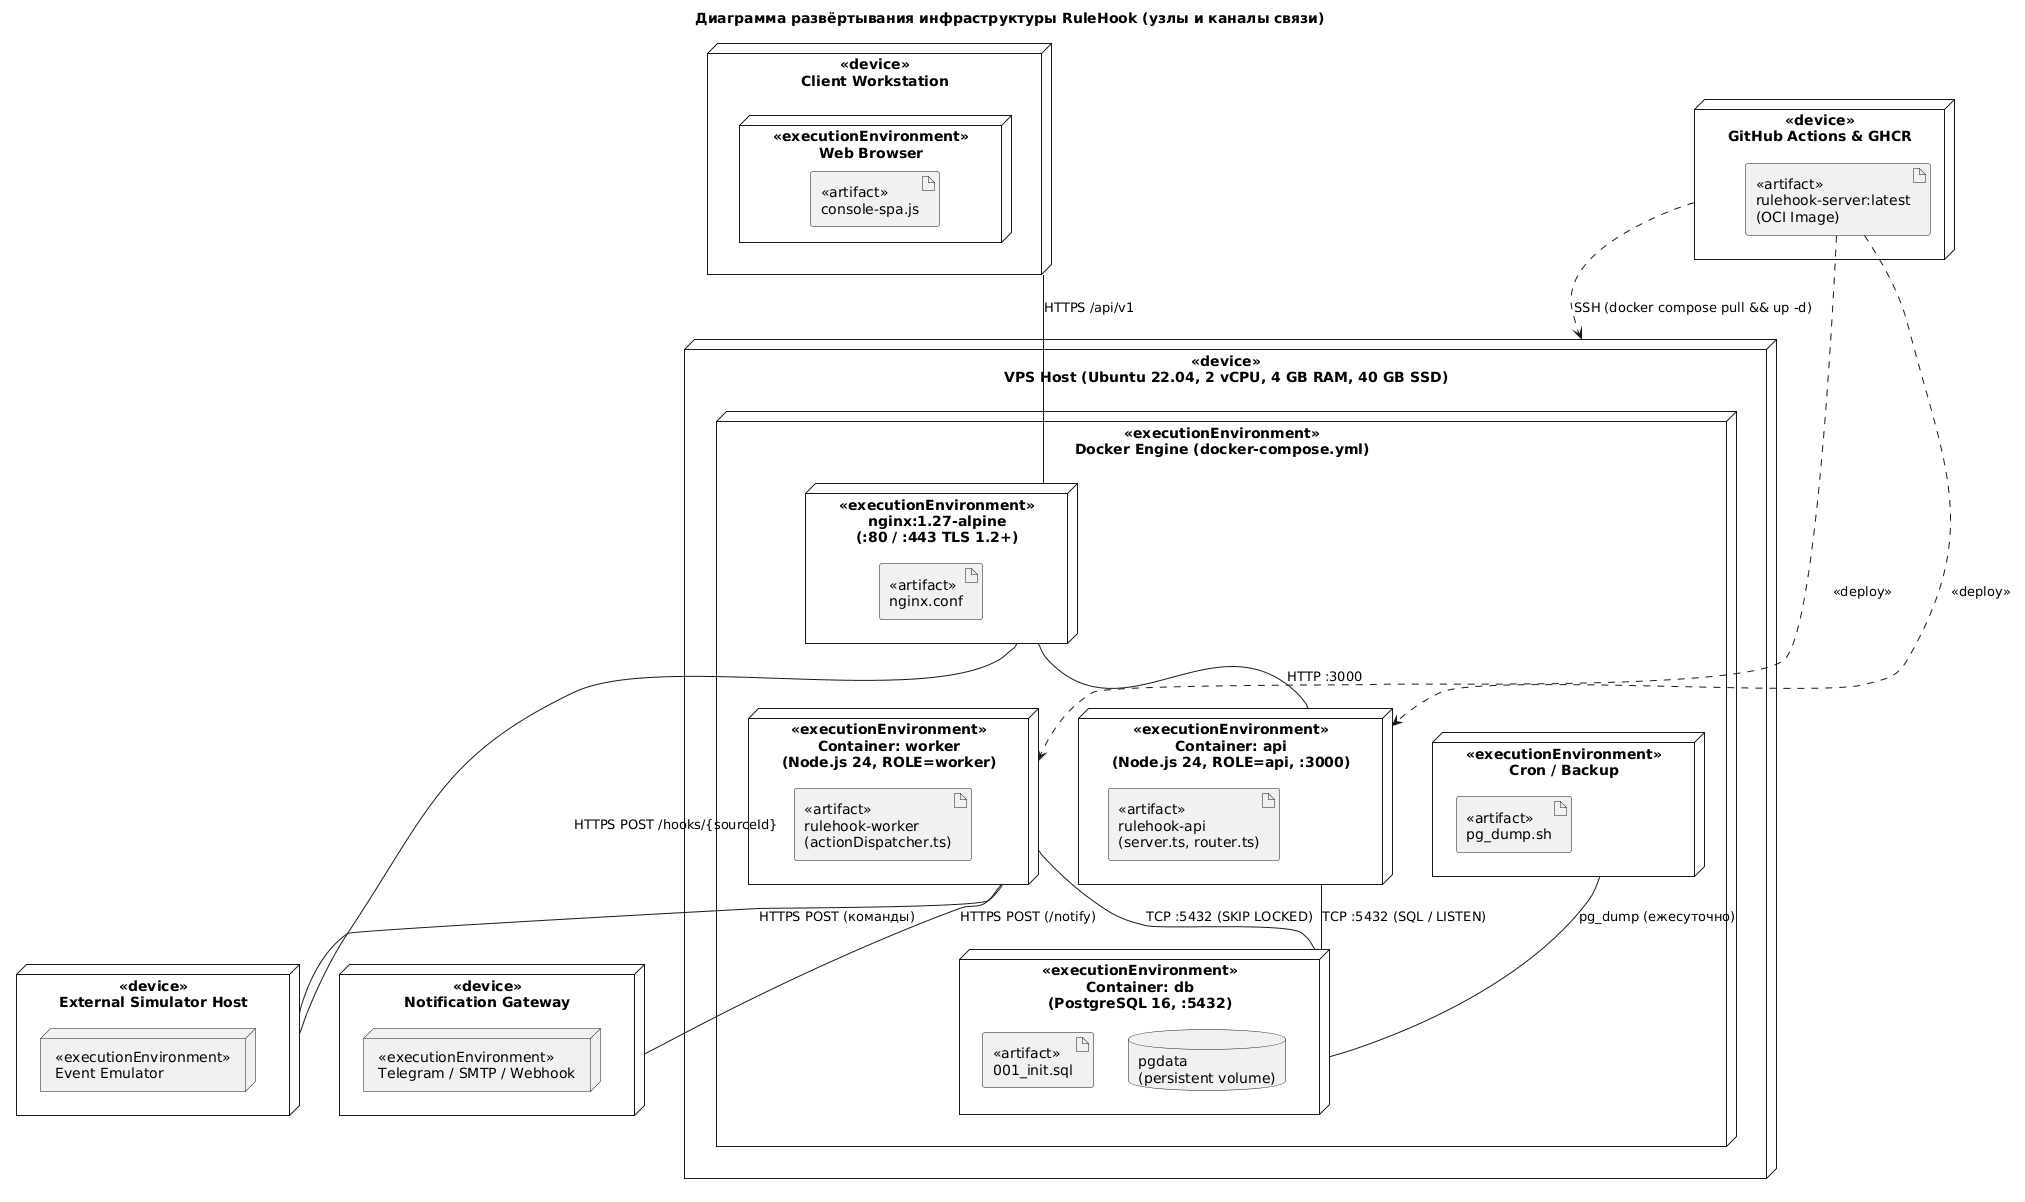 Диаграмма развёртывания инфраструктуры RuleHook (узлы и каналы связи)
«device»
Client Workstation
«executionEnvironment»
Web Browser
«artifact»
console-spa.js
«device»
GitHub Actions & GHCR
«artifact»
rulehook-server:latest
(OCI Image)
HTTPS /api/v1
SSH (docker compose pull && up -d)
«device»
VPS Host (Ubuntu 22.04, 2 vCPU, 4 GB RAM, 40 GB SSD)
«executionEnvironment»
Docker Engine (docker-compose.yml)
«executionEnvironment»
nginx:1.27-alpine
(:80 / :443 TLS 1.2+)
«artifact»
nginx.conf
«deploy»
«deploy»
HTTP :3000
«executionEnvironment»
Container: worker
(Node.js 24, ROLE=worker)
«artifact»
rulehook-worker
(actionDispatcher.ts)
«executionEnvironment»
Container: api
(Node.js 24, ROLE=api, :3000)
«artifact»
rulehook-api
(server.ts, router.ts)
«executionEnvironment»
Cron / Backup
«artifact»
pg_dump.sh
HTTPS POST /hooks/{sourceId}
HTTPS POST (команды)
HTTPS POST (/notify)
TCP :5432 (SKIP LOCKED)
TCP :5432 (SQL / LISTEN)
pg_dump (ежесуточно)
«device»
External Simulator Host
«executionEnvironment»
Event Emulator
«device»
Notification Gateway
«executionEnvironment»
Telegram / SMTP / Webhook
«executionEnvironment»
Container: db
(PostgreSQL 16, :5432)
«artifact»
001_init.sql
pgdata
(persistent volume)